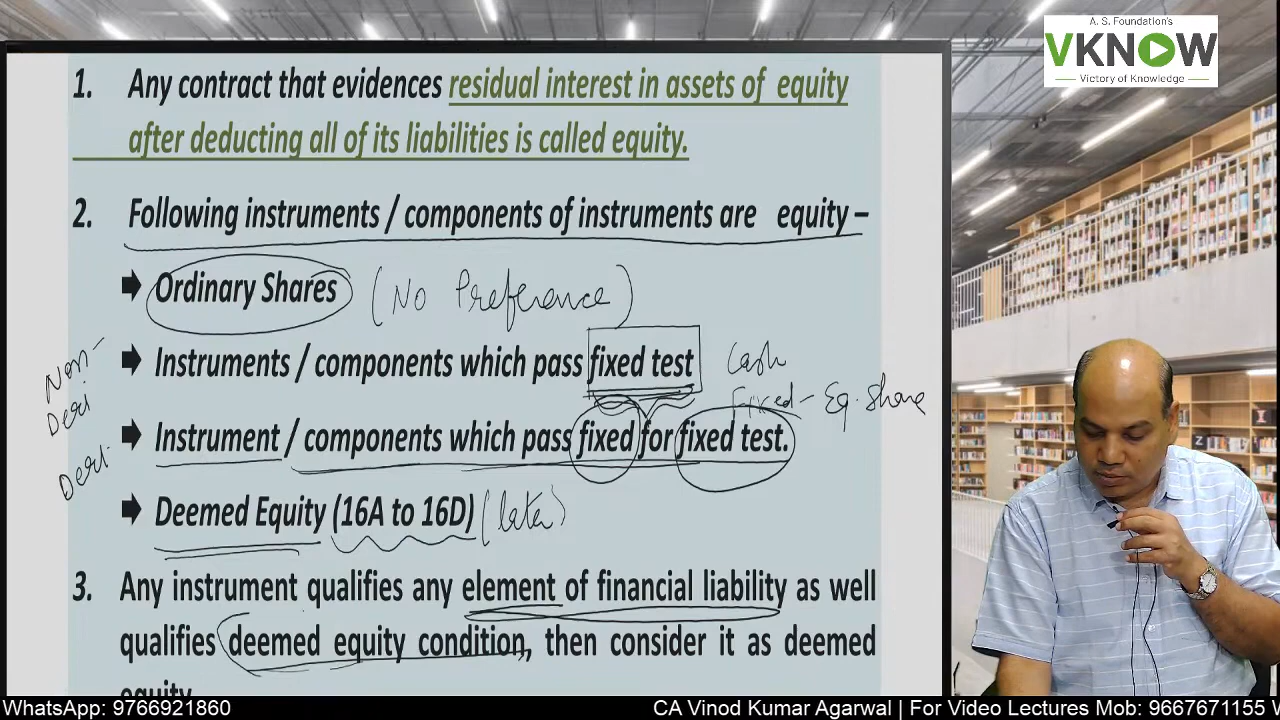 A. S. Foundation's
VKNOW
Victory of Knowledge
1. Any contract that evidences residual interest in assets of equity
after deducting all of its liabilities is called equity.
2. Following instruments / components of instruments are equity –
Ordinary Shares (No Preference)
Instruments / components which pass fixed test Cash
Non-
Deri
Fixed – Eq. Share
Instrument / components which pass fixed for fixed test.
Deri.
Deemed Equity (16A to 16D) (later)
3. Any instrument qualifies any element of financial liability as well
qualifies deemed equity condition, then consider it as deemed
equity.
WhatsApp: 9766921860
CA Vinod Kumar Agarwal | For Video Lectures Mob: 9667671155 W